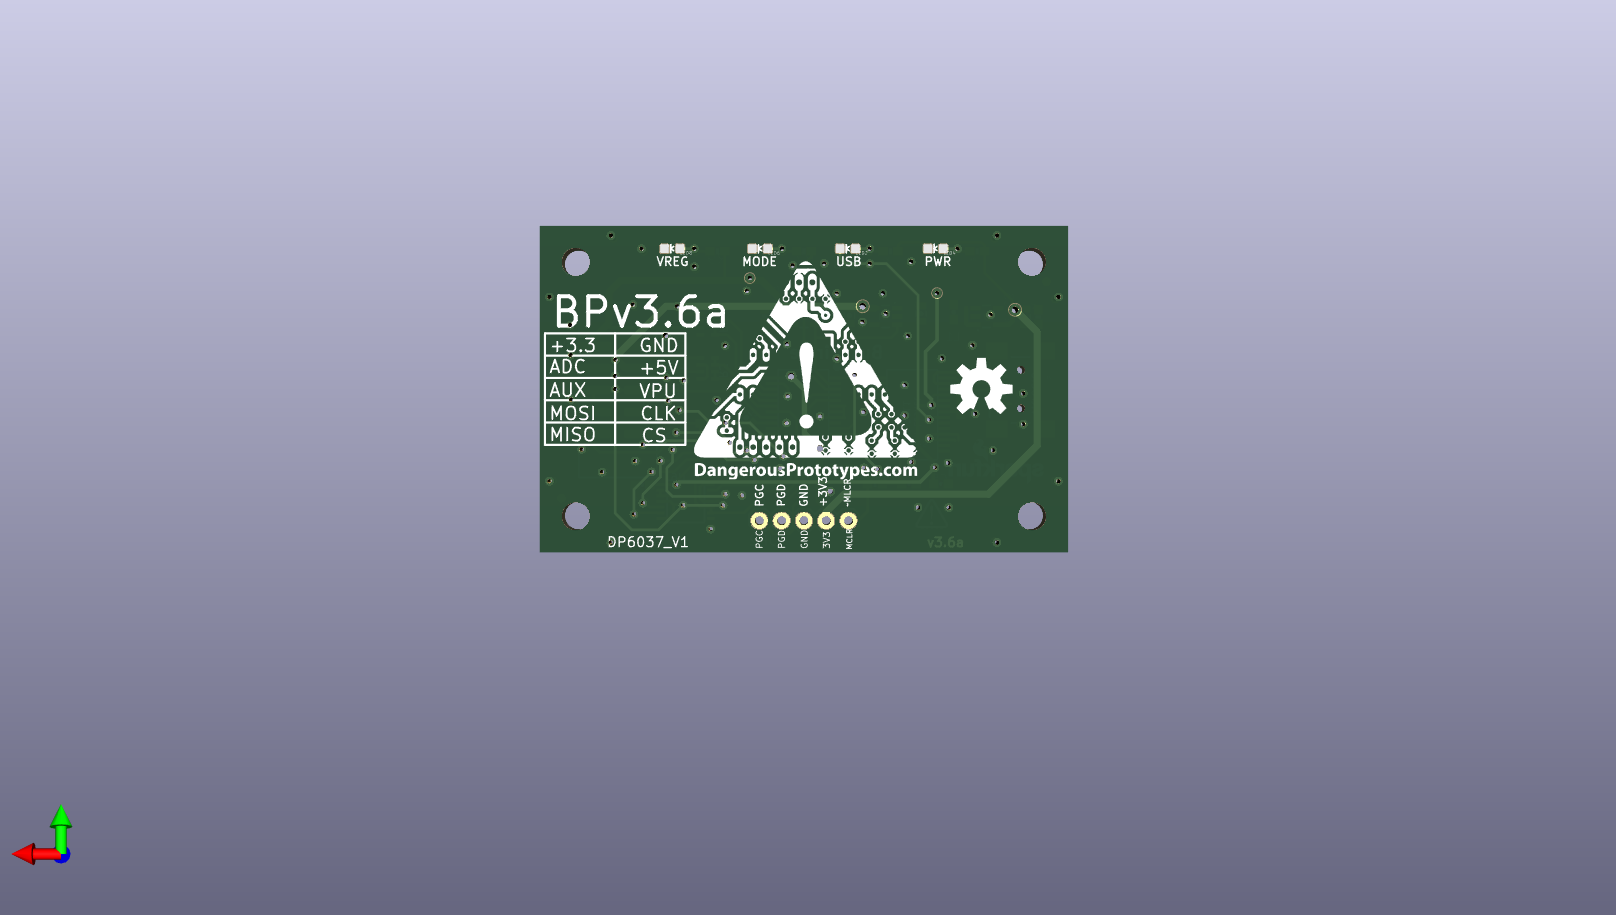 VREG MODE USB PWR
BPv3.6a
+3.3 GND
ADC +5V
AUX VPU
MOSI CLK
MISO CS
DangerousPrototypes.com
PGC PGD GND +3V3 ~MLCR
PGC PGD GND 3V3 MCLR
DP6037_V1
v3.6a